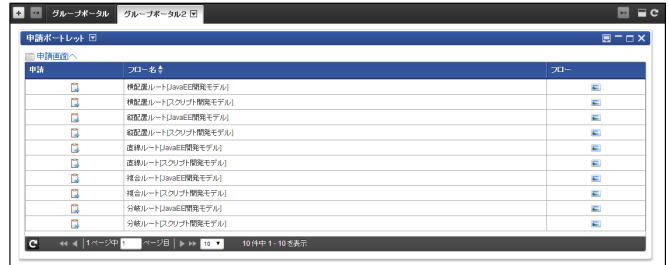 グループポータル グループポータル2
申請ポートレット
申請画面へ
申請 フロー名 フロー
横配置ルート[JavaEE開発モデル]
横配置ルート[スクリプト開発モデル]
縦配置ルート[JavaEE開発モデル]
縦配置ルート[スクリプト開発モデル]
直線ルート[JavaEE開発モデル]
直線ルート[スクリプト開発モデル]
複合ルート[JavaEE開発モデル]
複合ルート[スクリプト開発モデル]
分岐ルート[JavaEE開発モデル]
分岐ルート[スクリプト開発モデル]
1 ページ中 1 ページ目 10 10 件中 1 - 10 を表示